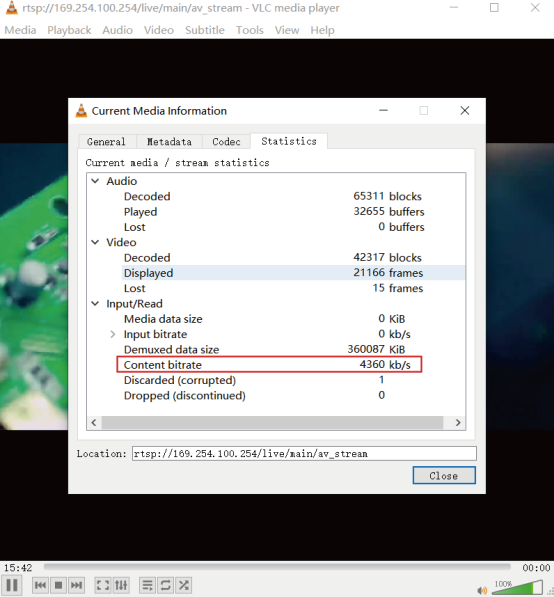 rtsp://169.254.100.254/live/main/av_stream - VLC media player
Media Playback Audio Video Subtitle Tools View Help
Current Media Information
General Metadata Codec Statistics
Current media / stream statistics
Audio
Decoded 65311 blocks
Played 32655 buffers
Lost 0 buffers
Video
Decoded 42317 blocks
Displayed 21166 frames
Lost 15 frames
Input/Read
Media data size 0 KiB
Input bitrate 0 kb/s
Demuxed data size 360087 KiB
Content bitrate 4360 kb/s
Discarded (corrupted) 1
Dropped (discontinued) 0
Location: rtsp://169.254.100.254/live/main/av_stream
Close
15:42 00:00
100%